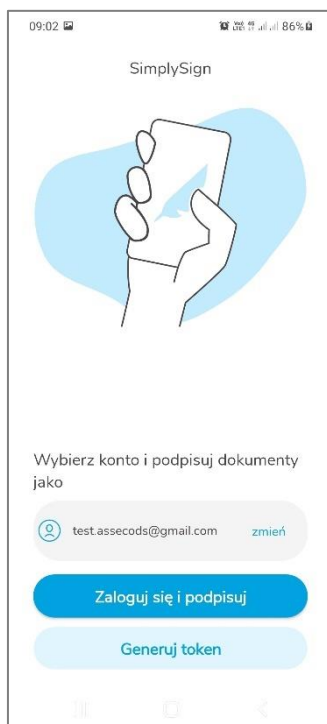 09:02 86%
SimplySign
Wybierz konto i podpisuj dokumenty
jako
test.assecods@gmail.com zmień
Zaloguj się i podpisuj
Generuj token